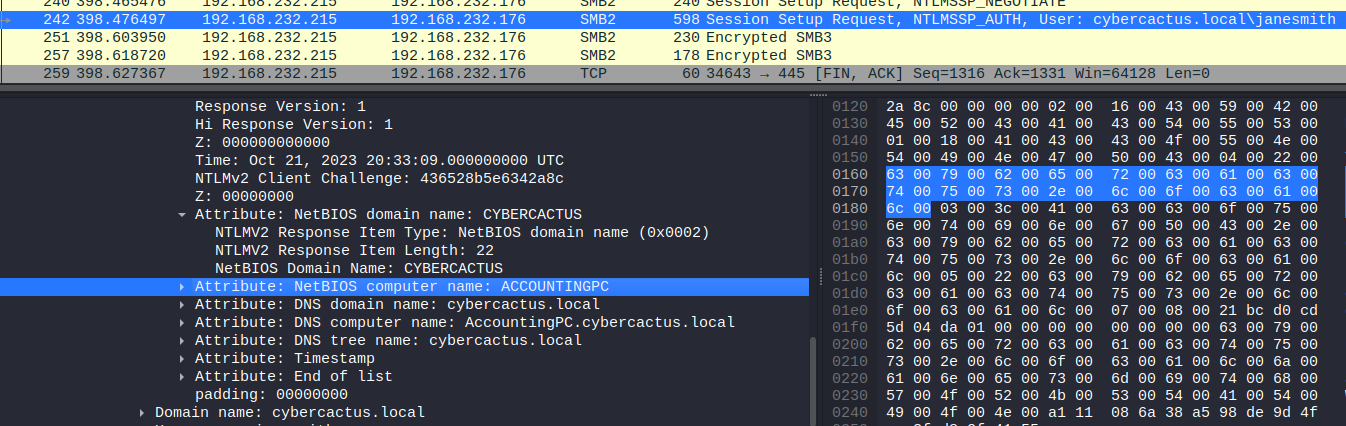 240 398.465476 192.168.232.215 192.168.232.176 SMB2 240 Session Setup Request, NTLMSSP_NEGOTIATE
242 398.476497 192.168.232.215 192.168.232.176 SMB2 598 Session Setup Request, NTLMSSP_AUTH, User: cybercactus.local\janesmith
251 398.603950 192.168.232.215 192.168.232.176 SMB2 230 Encrypted SMB3
257 398.618720 192.168.232.215 192.168.232.176 SMB2 178 Encrypted SMB3
259 398.627367 192.168.232.215 192.168.232.176 TCP 60 34643 → 445 [FIN, ACK] Seq=1316 Ack=1331 Win=64128 Len=0
Response Version: 1
Hi Response Version: 1
Z: 000000000000
Time: Oct 21, 2023 20:33:09.000000000 UTC
NTLMv2 Client Challenge: 436528b5e6342a8c
Z: 00000000
Attribute: NetBIOS domain name: CYBERCACTUS
NTLMV2 Response Item Type: NetBIOS domain name (0x0002)
NTLMV2 Response Item Length: 22
NetBIOS Domain Name: CYBERCACTUS
Attribute: NetBIOS computer name: ACCOUNTINGPC
Attribute: DNS domain name: cybercactus.local
Attribute: DNS computer name: AccountingPC.cybercactus.local
Attribute: DNS tree name: cybercactus.local
Attribute: Timestamp
Attribute: End of list
padding: 00000000
Domain name: cybercactus.local
0120 2a 8c 00 00 00 00 02 00 16 00 43 00 59 00 42 00
0130 45 00 52 00 43 00 41 00 43 00 54 00 55 00 53 00
0140 01 00 18 00 41 00 43 00 43 00 4f 00 55 00 4e 00
0150 54 00 49 00 4e 00 47 00 50 00 43 00 04 00 22 00
0160 63 00 79 00 62 00 65 00 72 00 63 00 61 00 63 00
0170 74 00 75 00 73 00 2e 00 6c 00 6f 00 63 00 61 00
0180 6c 00 03 00 3c 00 41 00 63 00 63 00 6f 00 75 00
0190 6e 00 74 00 69 00 6e 00 67 00 50 00 43 00 2e 00
01a0 63 00 79 00 62 00 65 00 72 00 63 00 61 00 63 00
01b0 74 00 75 00 73 00 2e 00 6c 00 6f 00 63 00 61 00
01c0 6c 00 05 00 22 00 63 00 79 00 62 00 65 00 72 00
01d0 63 00 61 00 63 00 74 00 75 00 73 00 2e 00 6c 00
01e0 6f 00 63 00 61 00 6c 00 07 00 08 00 21 bc d0 cd
01f0 5d 04 da 01 00 00 00 00 00 00 00 00 63 00 79 00
0200 62 00 65 00 72 00 63 00 61 00 63 00 74 00 75 00
0210 73 00 2e 00 6c 00 6f 00 63 00 61 00 6c 00 6a 00
0220 61 00 6e 00 65 00 73 00 6d 00 69 00 74 00 68 00
0230 57 00 4f 00 52 00 4b 00 53 00 54 00 41 00 54 00
0240 49 00 4f 00 4e 00 a1 11 08 6a 38 a5 98 de 9d 4f